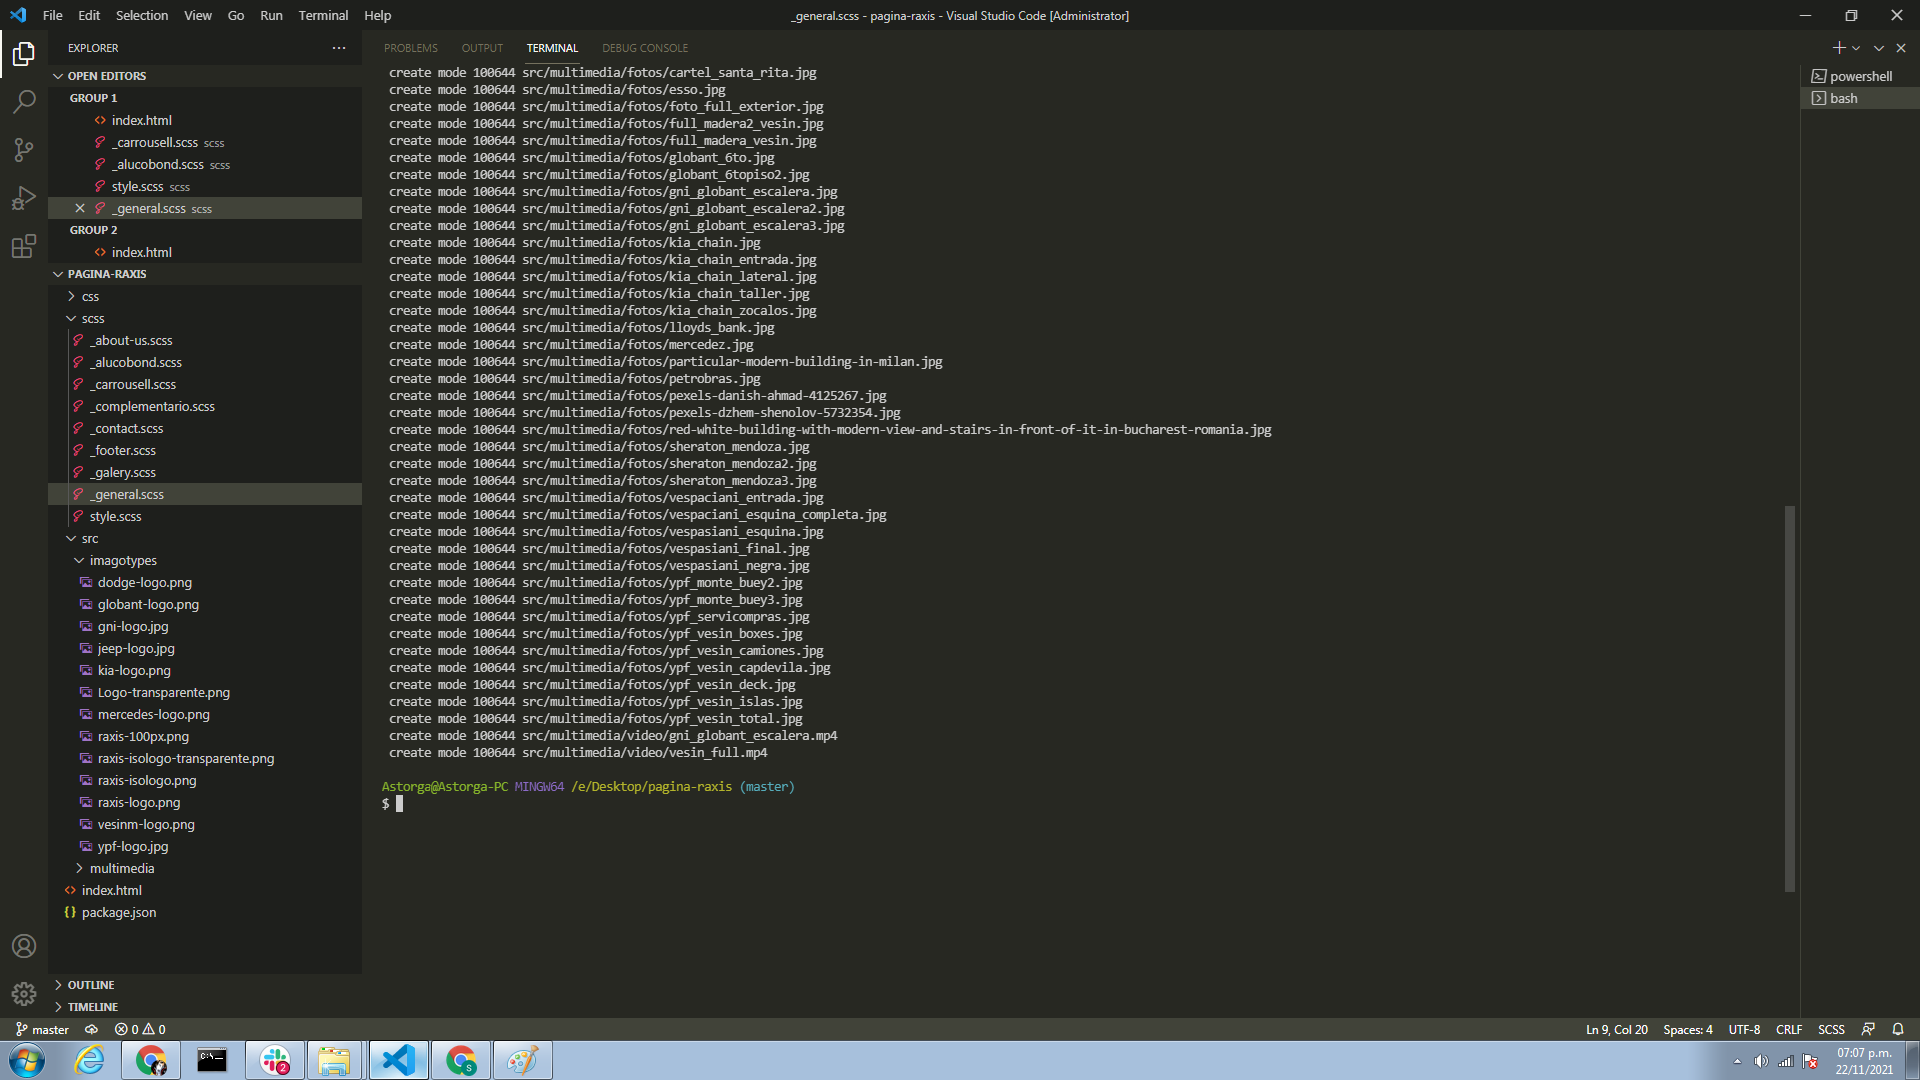 File Edit Selection View Go Run Terminal Help
_general.scss - pagina-raxis - Visual Studio Code [Administrator]
EXPLORER
OPEN EDITORS
GROUP 1
index.html
_carrousell.scss scss
_alucobond.scss scss
style.scss scss
_general.scss scss
GROUP 2
index.html
PAGINA-RAXIS
css
scss
_about-us.scss
_alucobond.scss
_carrousell.scss
_complementario.scss
_contact.scss
_footer.scss
_galery.scss
_general.scss
style.scss
src
imagotypes
dodge-logo.png
globant-logo.png
gni-logo.jpg
jeep-logo.jpg
kia-logo.png
Logo-transparente.png
mercedes-logo.png
raxis-100px.png
raxis-isologo-transparente.png
raxis-isologo.png
raxis-logo.png
vesinm-logo.png
ypf-logo.jpg
multimedia
index.html
package.json
OUTLINE
TIMELINE
PROBLEMS OUTPUT TERMINAL DEBUG CONSOLE
create mode 100644 src/multimedia/fotos/cartel_santa_rita.jpg
create mode 100644 src/multimedia/fotos/esso.jpg
create mode 100644 src/multimedia/fotos/foto_full_exterior.jpg
create mode 100644 src/multimedia/fotos/full_madera2_vesin.jpg
create mode 100644 src/multimedia/fotos/full_madera_vesin.jpg
create mode 100644 src/multimedia/fotos/globant_6to.jpg
create mode 100644 src/multimedia/fotos/globant_6topiso2.jpg
create mode 100644 src/multimedia/fotos/gni_globant_escalera.jpg
create mode 100644 src/multimedia/fotos/gni_globant_escalera2.jpg
create mode 100644 src/multimedia/fotos/gni_globant_escalera3.jpg
create mode 100644 src/multimedia/fotos/kia_chain.jpg
create mode 100644 src/multimedia/fotos/kia_chain_entrada.jpg
create mode 100644 src/multimedia/fotos/kia_chain_lateral.jpg
create mode 100644 src/multimedia/fotos/kia_chain_taller.jpg
create mode 100644 src/multimedia/fotos/kia_chain_zocalos.jpg
create mode 100644 src/multimedia/fotos/lloyds_bank.jpg
create mode 100644 src/multimedia/fotos/mercedez.jpg
create mode 100644 src/multimedia/fotos/particular-modern-building-in-milan.jpg
create mode 100644 src/multimedia/fotos/petrobras.jpg
create mode 100644 src/multimedia/fotos/pexels-danish-ahmad-4125267.jpg
create mode 100644 src/multimedia/fotos/pexels-dzhem-shenolov-5732354.jpg
create mode 100644 src/multimedia/fotos/red-white-building-with-modern-view-and-stairs-in-front-of-it-in-bucharest-romania.jpg
create mode 100644 src/multimedia/fotos/sheraton_mendoza.jpg
create mode 100644 src/multimedia/fotos/sheraton_mendoza2.jpg
create mode 100644 src/multimedia/fotos/sheraton_mendoza3.jpg
create mode 100644 src/multimedia/fotos/vespaciani_entrada.jpg
create mode 100644 src/multimedia/fotos/vespaciani_esquina_completa.jpg
create mode 100644 src/multimedia/fotos/vespasiani_esquina.jpg
create mode 100644 src/multimedia/fotos/vespasiani_final.jpg
create mode 100644 src/multimedia/fotos/vespasiani_negra.jpg
create mode 100644 src/multimedia/fotos/ypf_monte_buey2.jpg
create mode 100644 src/multimedia/fotos/ypf_monte_buey3.jpg
create mode 100644 src/multimedia/fotos/ypf_servicompras.jpg
create mode 100644 src/multimedia/fotos/ypf_vesin_boxes.jpg
create mode 100644 src/multimedia/fotos/ypf_vesin_camiones.jpg
create mode 100644 src/multimedia/fotos/ypf_vesin_capdevila.jpg
create mode 100644 src/multimedia/fotos/ypf_vesin_deck.jpg
create mode 100644 src/multimedia/fotos/ypf_vesin_islas.jpg
create mode 100644 src/multimedia/fotos/ypf_vesin_total.jpg
create mode 100644 src/multimedia/video/gni_globant_escalera.mp4
create mode 100644 src/multimedia/video/vesin_full.mp4
Astorga@Astorga-PC MINGW64 /e/Desktop/pagina-raxis (master)
$
powershell
bash
master 0 0
Ln 9, Col 20 Spaces: 4 UTF-8 CRLF SCSS
C:\_
2
S
07:07 p.m.
22/11/2021